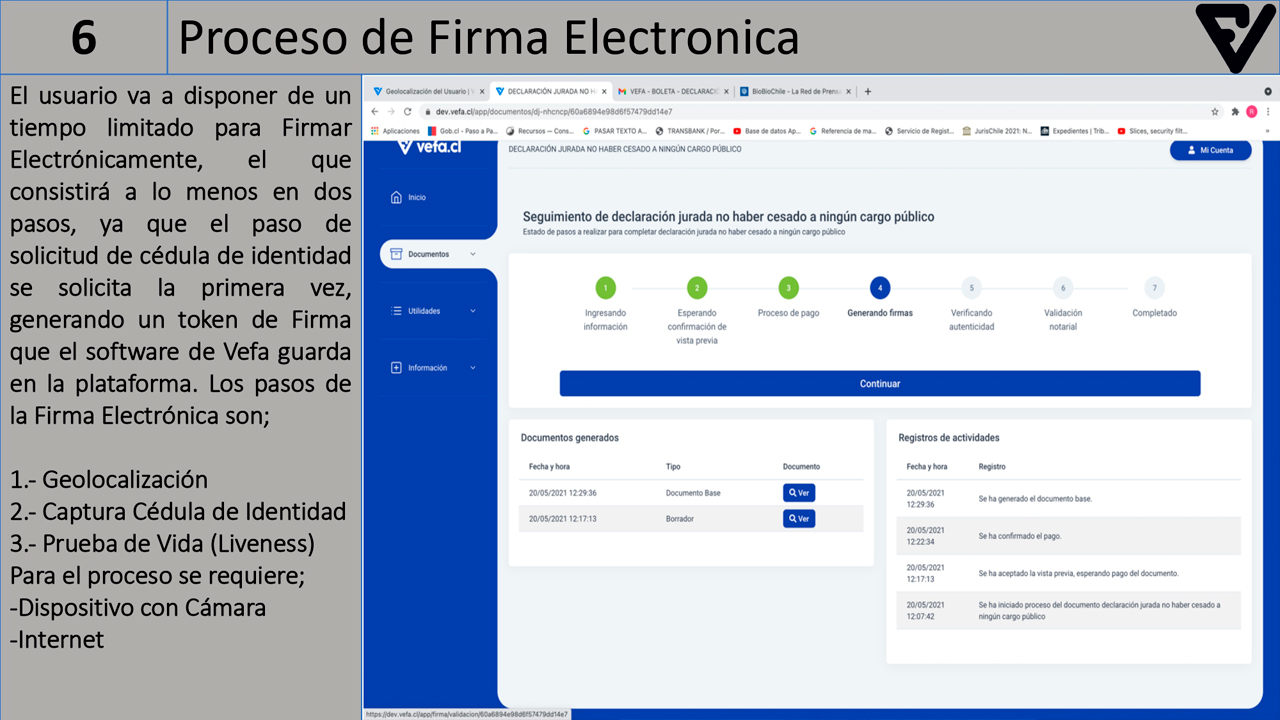 6
Proceso de Firma Electronica
El usuario va a disponer de un
tiempo limitado para Firmar
Electrónicamente, el que
consistirá a lo menos en dos
pasos, ya que el paso de
solicitud de cédula de identidad
se solicita la primera vez,
generando un token de Firma
que el software de Vefa guarda
en la plataforma. Los pasos de
la Firma Electrónica son;
1.- Geolocalización
2.- Captura Cédula de Identidad
3.- Prueba de Vida (Liveness)
Para el proceso se requiere;
-Dispositivo con Cámara
-Internet
Geolocalización del Usuario |
DECLARACIÓN JURADA NO H
VEFA - BOLETA - DECLARACIO
BioBioChile - La Red de Prensa
dev.vefa.cl/app/documentos/dj-nhcncp/60a6894e98d6f57479dd14e7
Aplicaciones
Gob.cl - Paso a Pa...
Recursos — Cons...
PASAR TEXTO A...
TRANSBANK / Por...
Base de datos Ap...
Referencia de ma...
Servicio de Regist...
JurisChile 2021: N...
Expedientes | Trib...
Slices, security filt...
vefa.cl
DECLARACIÓN JURADA NO HABER CESADO A NINGÚN CARGO PÚBLICO
Mi Cuenta
Inicio
Documentos
Utilidades
Información
Seguimiento de declaración jurada no haber cesado a ningún cargo público
Estado de pasos a realizar para completar declaración jurada no haber cesado a ningún cargo público
1 2 3 4 5 6 7
Ingresando información
Esperando confirmación de vista previa
Proceso de pago
Generando firmas
Verificando autenticidad
Validación notarial
Completado
Continuar
Documentos generados
Fecha y hora Tipo Documento
20/05/2021 12:29:36 Documento Base Ver
20/05/2021 12:17:13 Borrador Ver
Registros de actividades
Fecha y hora Registro
20/05/2021 12:29:36 Se ha generado el documento base.
20/05/2021 12:22:34 Se ha confirmado el pago.
20/05/2021 12:17:13 Se ha aceptado la vista previa, esperando pago del documento.
20/05/2021 12:07:42 Se ha iniciado proceso del documento declaración jurada no haber cesado a
ningún cargo público
https://dev.vefa.cl/app/firma/validacion/60a6894e98d6f57479dd14e7